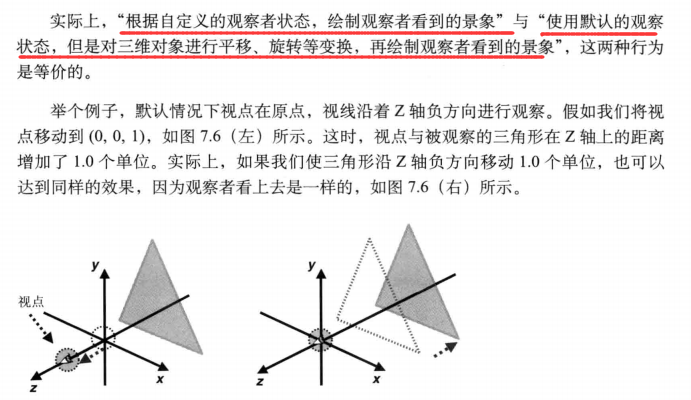 实际上，“根据自定义的观察者状态，绘制观察者看到的景象”与“使用默认的观察
状态，但是对三维对象进行平移、旋转等变换，再绘制观察者看到的景象”，这两种行为
是等价的。
举个例子，默认情况下视点在原点，视线沿着 Z 轴负方向进行观察。假如我们将视
点移动到 (0, 0, 1)，如图 7.6（左）所示。这时，视点与被观察的三角形在 Z 轴上的距离
增加了 1.0 个单位。实际上，如果我们使三角形沿 Z 轴负方向移动 1.0 个单位，也可以
达到同样的效果，因为观察者看上去是一样的，如图 7.6（右）所示。
y
视点
z
x
y
z
x